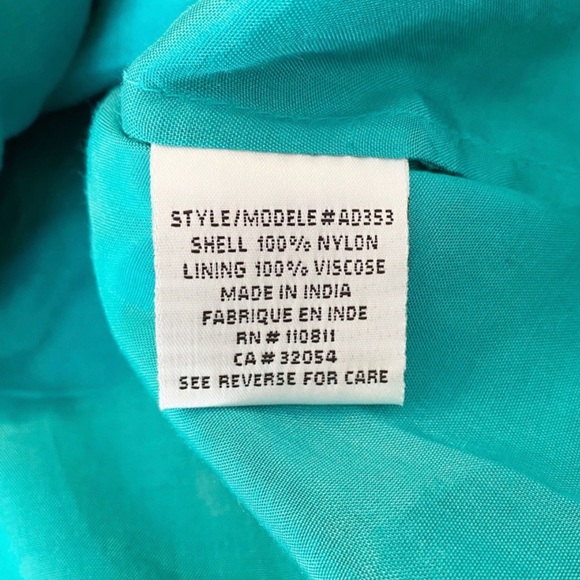 STYLE/MODELE#AD353
SHELL 100% NYLON
LINING 100% VISCOSE
MADE IN INDIA
FABRIQUE EN INDE
RN# 110811
CA# 32054
SEE REVERSE FOR CARE